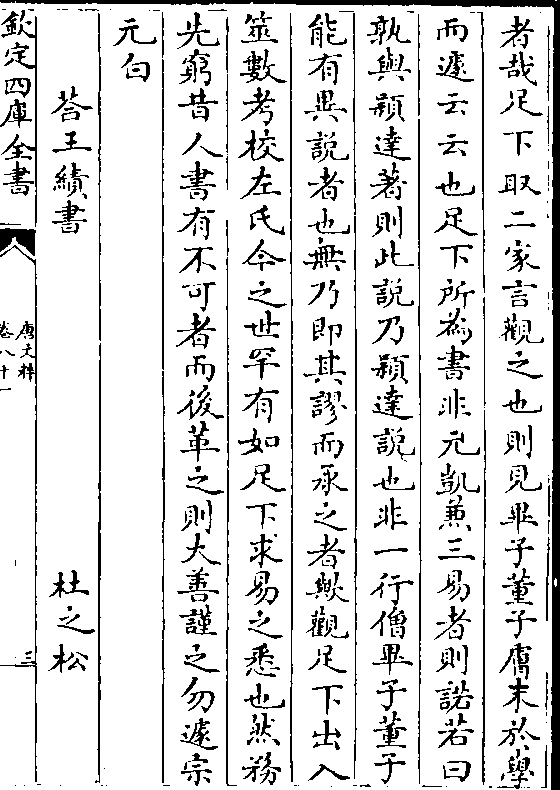 者哉足下取二家言觀之也則見畢子董子膚末於學
而遽云云也足下所為書非元凱兼三易者則諾若曰
孰與穎達著則此說乃穎達說也非一行僧畢子董子
能有異說者也無乃即其謬而承之者歟觀足下出入
筮數考校左氏今之世罕有如足下求易之悉也然務
先窮昔人書有不可者而後革之則大善謹之勿遽宗
元白
荅王績書 杜之松
欽定四庫全書
唐文粹
卷八十一
三